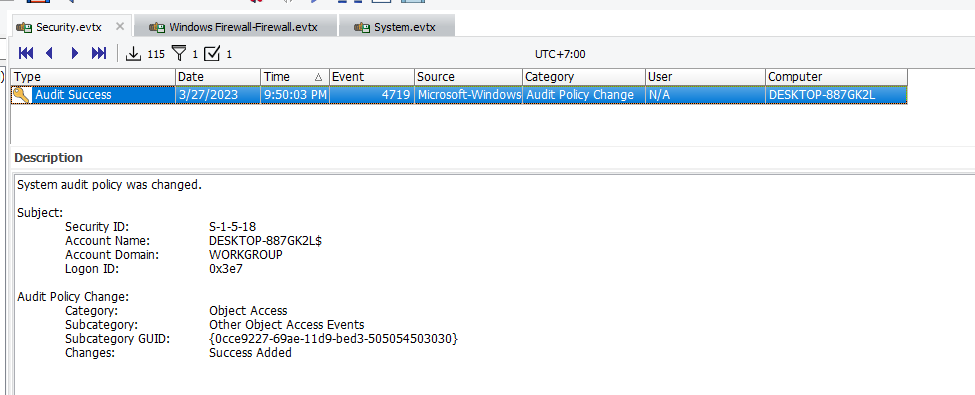 Security.evtx Windows Firewall-Firewall.evtx System.evtx
115 1 1 UTC+7:00
Type Date Time Event Source Category User Computer
Audit Success 3/27/2023 9:50:03 PM 4719 Microsoft-Windows Audit Policy Change N/A DESKTOP-887GK2L
Description
System audit policy was changed.
Subject:
Security ID: S-1-5-18
Account Name: DESKTOP-887GK2L$
Account Domain: WORKGROUP
Logon ID: 0x3e7
Audit Policy Change:
Category: Object Access
Subcategory: Other Object Access Events
Subcategory GUID: {0cce9227-69ae-11d9-bed3-505054503030}
Changes: Success Added